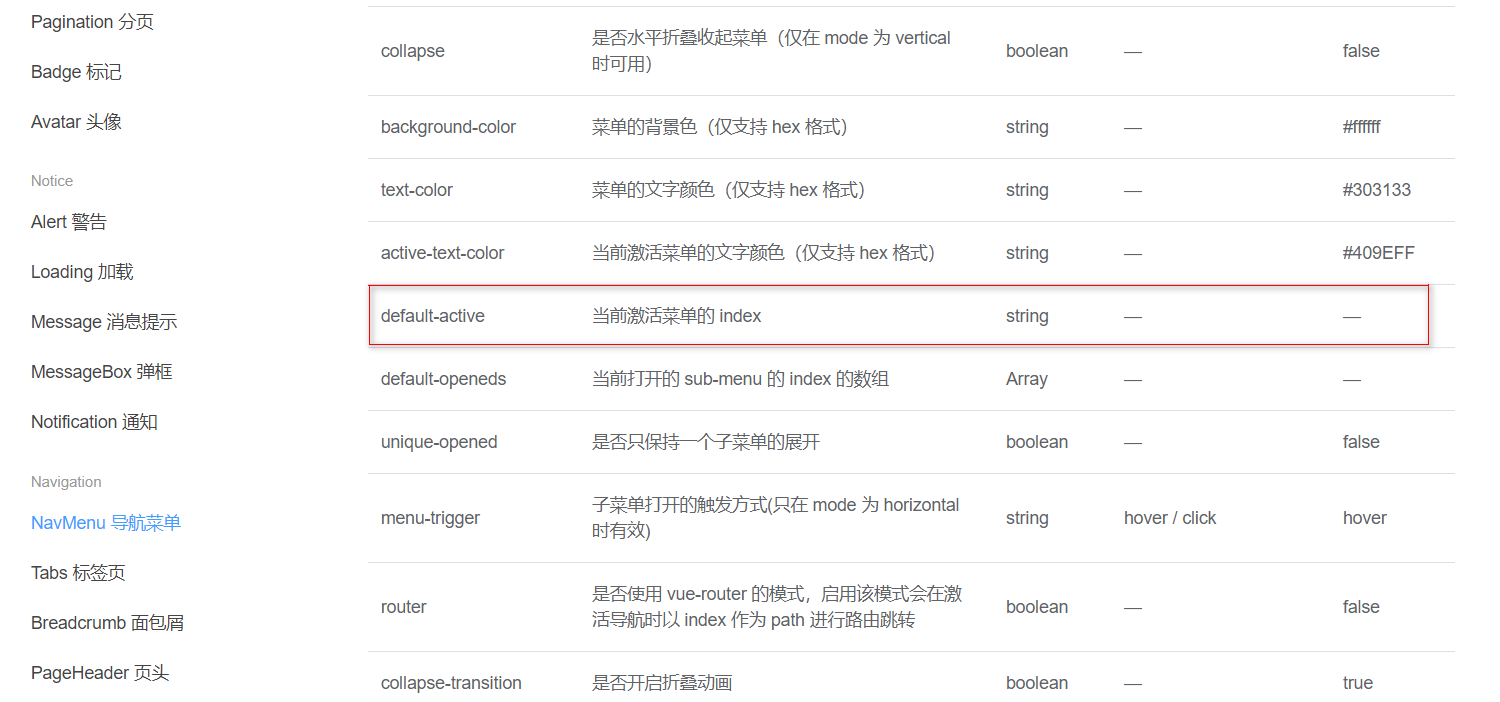 Pagination 分页
Badge 标记
Avatar 头像
Notice
Alert 警告
Loading 加载
Message 消息提示
MessageBox 弹框
Notification 通知
Navigation
NavMenu 导航菜单
Tabs 标签页
Breadcrumb 面包屑
PageHeader 页头
collapse 是否水平折叠收起菜单（仅在 mode 为 vertical boolean — false
时可用）
background-color 菜单的背景色（仅支持 hex 格式） string — #ffffff
text-color 菜单的文字颜色（仅支持 hex 格式） string — #303133
active-text-color 当前激活菜单的文字颜色（仅支持 hex 格式） string — #409EFF
default-active 当前激活菜单的 index string — —
default-openeds 当前打开的 sub-menu 的 index 的数组 Array — —
unique-opened 是否只保持一个子菜单的展开 boolean — false
menu-trigger 子菜单打开的触发方式(只在 mode 为 horizontal string hover / click hover
时有效)
router 是否使用 vue-router 的模式，启用该模式会在激 boolean — false
活导航时以 index 作为 path 进行路由跳转
collapse-transition 是否开启折叠动画 boolean — true